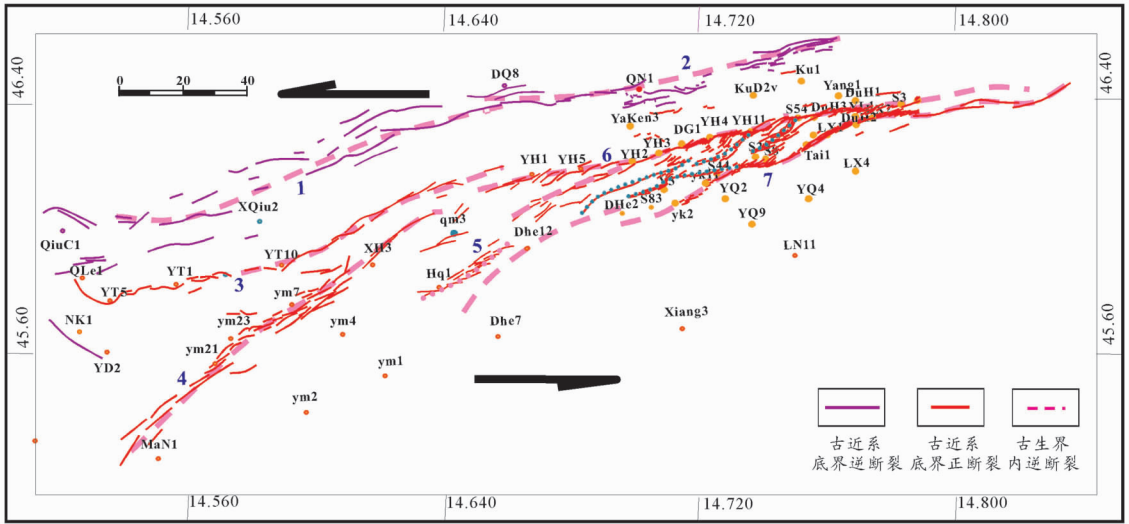 14.560 14.640 14.720 14.800
46.40 46.40
0 20 40
2
DQ8
QN1
Ku1
KuD2v
Yang1
DuH1
S3
YaKen3
S54
DuH3
DG1
YH4
YH11
LX1
DuH2
YH3
YH2
6
YH1
YH5
Tai1
7
LX4
1
XQiu2
S44
DHe2
S83
yk2
YQ2
YQ4
YQ9
QiuC1
qm3
Dhe12
5
LN11
YT10
XH3
QLe1
YT1
3
Hq1
YT5
ym7
NK1
ym23
ym4
Dhe7
Xiang3
45.60 45.60
YD2
ym21
4
ym1
ym2
MaN1
古近系 古近系 古生界
底界逆断裂 底界正断裂 内逆断裂
14.560 14.640 14.720 14.800